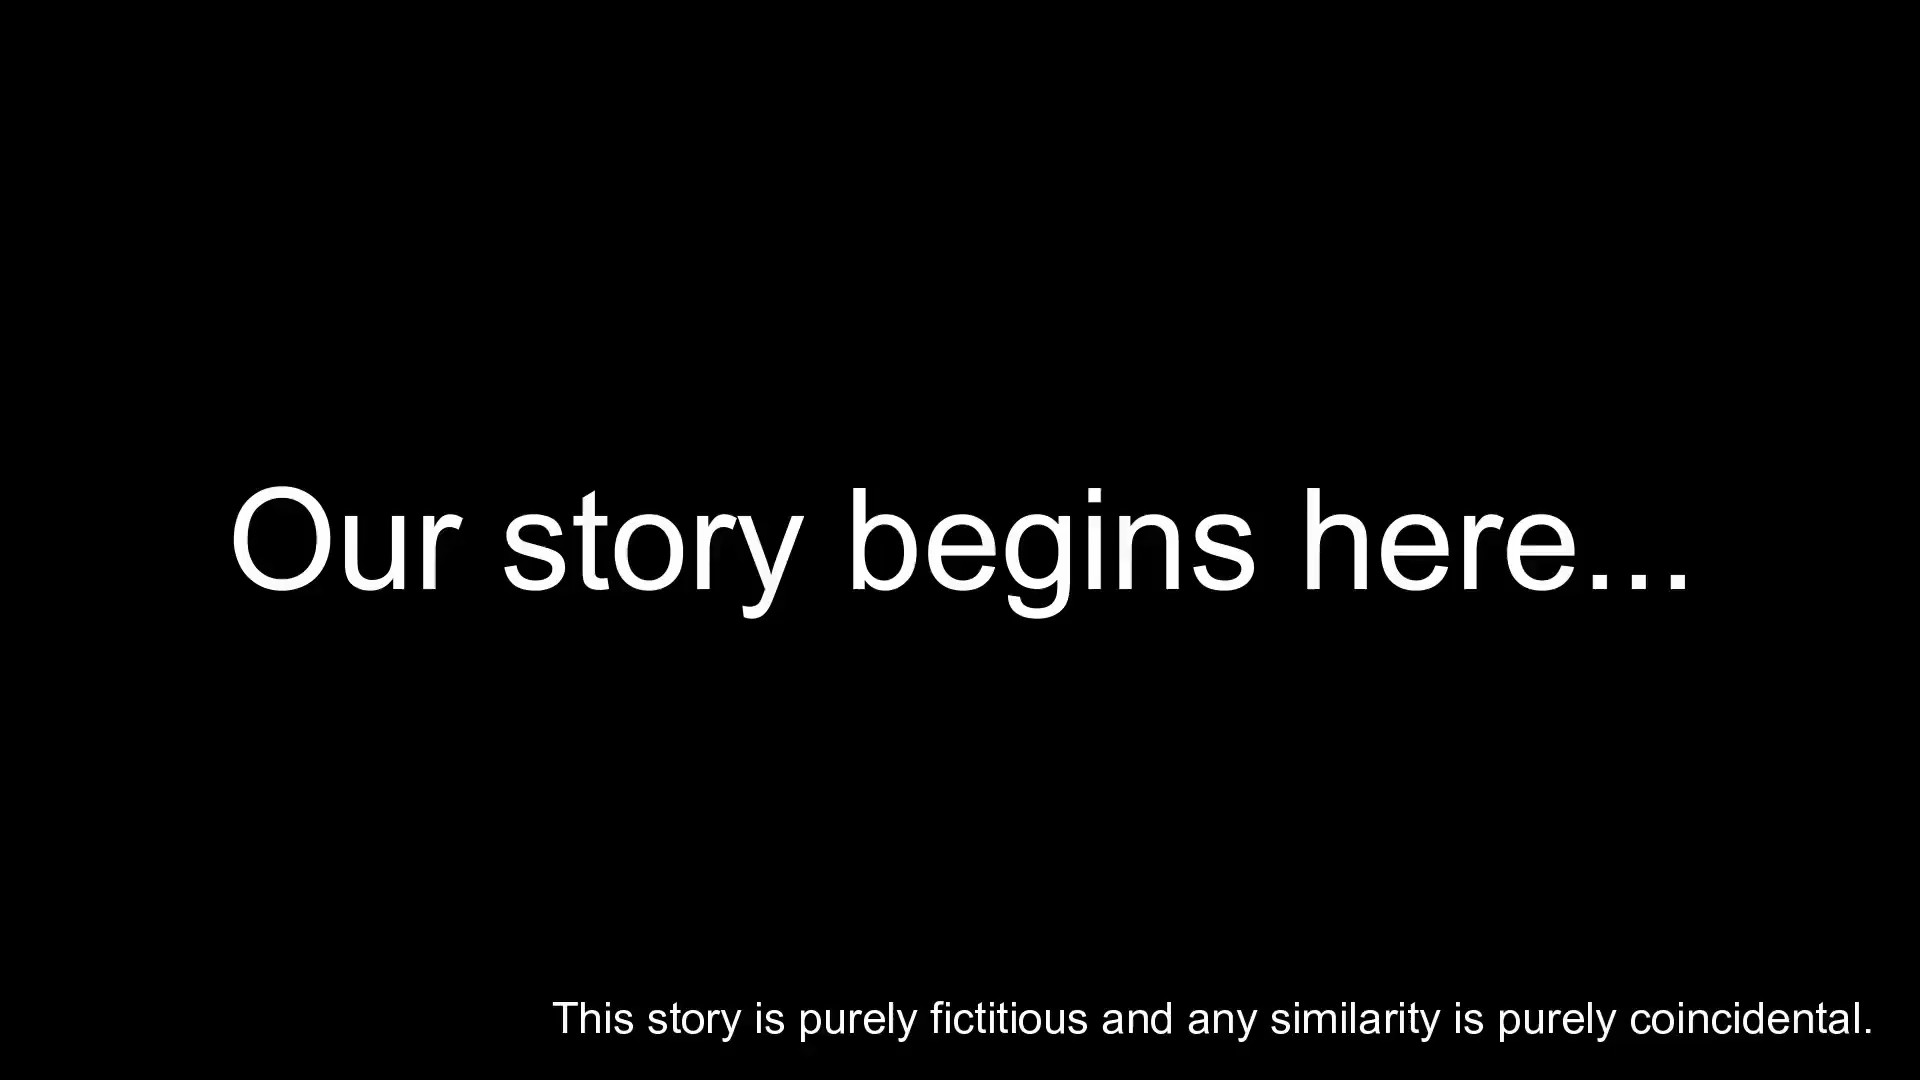 Our story begins here...
This story is purely fictitious and any similarity is purely coincidental.